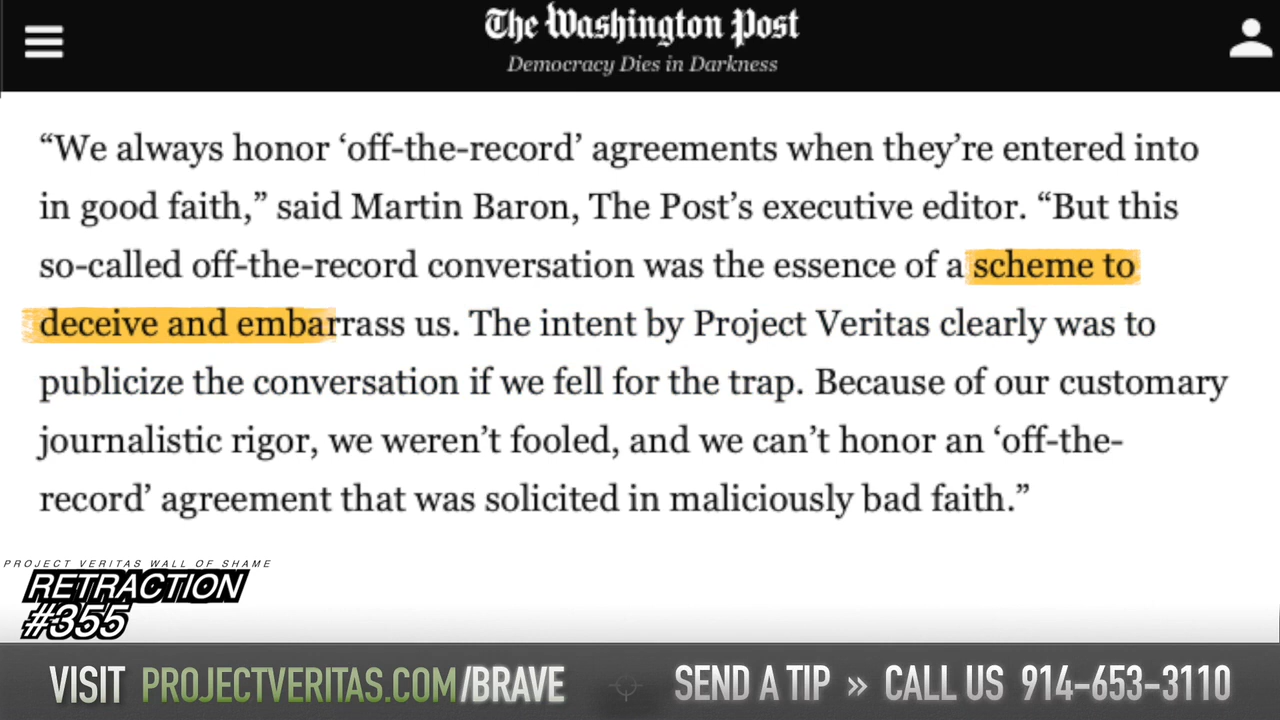 The Washington Post
Democracy Dies in Darkness
“We always honor ‘off-the-record’ agreements when they’re entered into
in good faith,” said Martin Baron, The Post’s executive editor. “But this
so-called off-the-record conversation was the essence of a scheme to
deceive and embarrass us. The intent by Project Veritas clearly was to
publicize the conversation if we fell for the trap. Because of our customary
journalistic rigor, we weren’t fooled, and we can’t honor an ‘off-the-
record’ agreement that was solicited in maliciously bad faith.”
PROJECT VERITAS WALL OF SHAME
RETRACTION
#355
VISIT PROJECTVERITAS.COM/BRAVE SEND A TIP » CALL US 914-653-3110